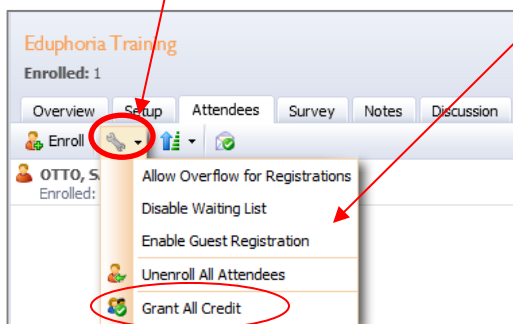 Eduphoria Training
Enrolled: 1
Overview Setup Attendees Survey Notes Discussion
Enroll
OTTO, S
Enrolled:
Allow Overflow for Registrations
Disable Waiting List
Enable Guest Registration
Unenroll All Attendees
Grant All Credit